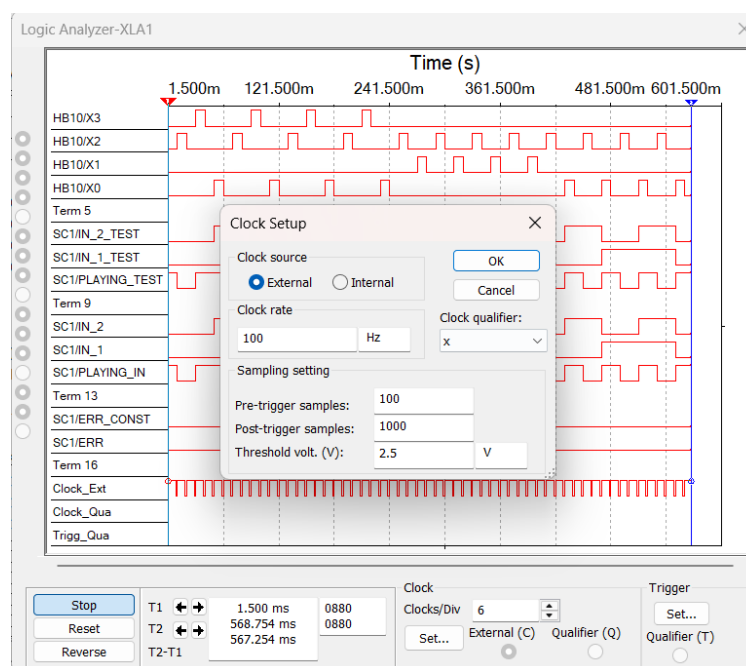 Logic Analyzer-XLA1
Time (s)
1.500m 121.500m 241.500m 361.500m 481.500m 601.500m
HB10/X3
HB10/X2
HB10/X1
HB10/X0
Term 5
SC1/IN_2_TEST
SC1/IN_1_TEST
SC1/PLAYING_TEST
Term 9
SC1/IN_2
SC1/IN_1
SC1/PLAYING_IN
Term 13
SC1/ERR_CONST
SC1/ERR
Term 16
Clock_Ext
Clock_Qua
Trigg_Qua
Clock Setup
Clock source
External Internal
OK
Cancel
Clock rate
100 Hz
Clock qualifier:
x
Sampling setting
Pre-trigger samples: 100
Post-trigger samples: 1000
Threshold volt. (V): 2.5 V
Stop
Reset
Reverse
T1 1.500 ms 0880
T2 568.754 ms 0880
T2-T1 567.254 ms
Clock
Clocks/Div 6
Set... External (C) Qualifier (Q)
Trigger
Set...
Qualifier (T)